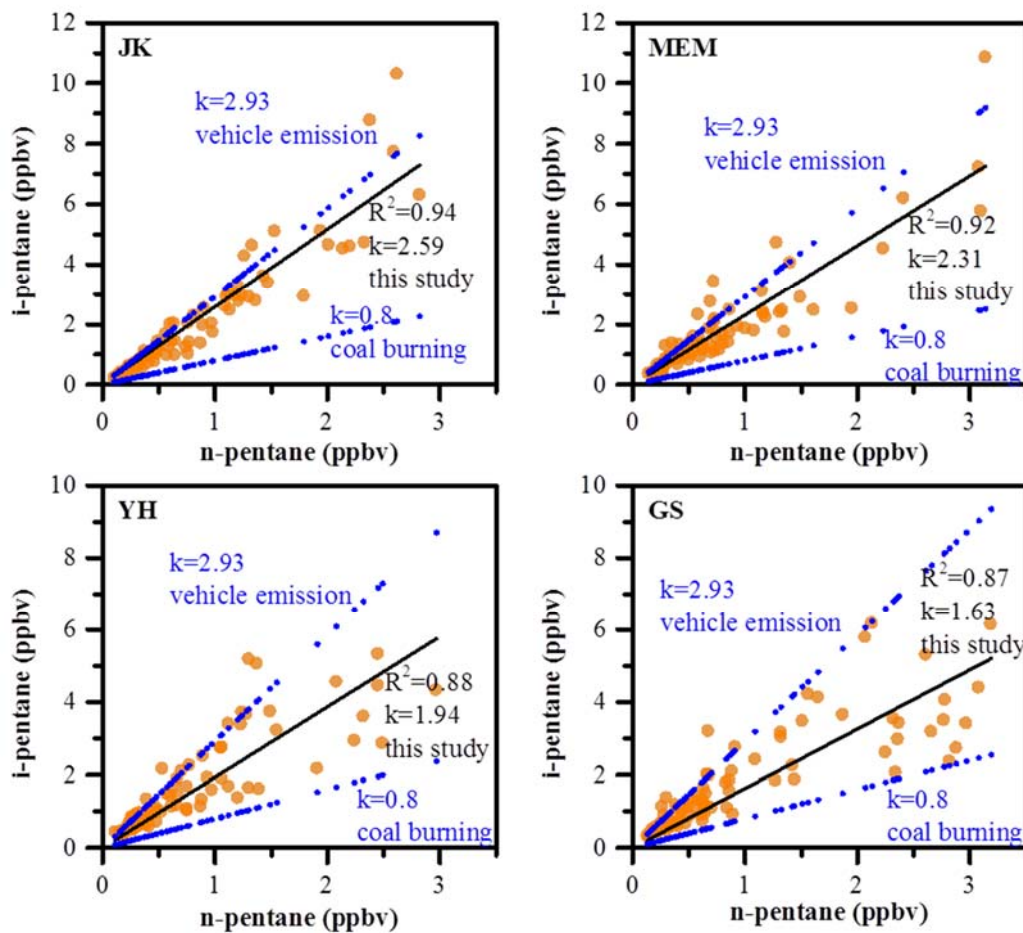 12
10
8
6
4
2
0
i-pentane (ppbv)
JK
k=2.93
vehicle emission
R²=0.94
k=2.59
this study
k=0.8
coal burning
0 1 2 3
n-pentane (ppbv)
12
10
8
6
4
2
0
i-pentane (ppbv)
MEM
k=2.93
vehicle emission
R²=0.92
k=2.31
this study
k=0.8
coal burning
0 1 2 3
n-pentane (ppbv)
10
8
6
4
2
0
i-pentane (ppbv)
YH
k=2.93
vehicle emission
R²=0.88
k=1.94
this study
k=0.8
coal burning
0 1 2 3
n-pentane (ppbv)
10
8
6
4
2
0
i-pentane (ppbv)
GS
k=2.93
vehicle emission
R²=0.87
k=1.63
this study
k=0.8
coal burning
0 1 2 3
n-pentane (ppbv)